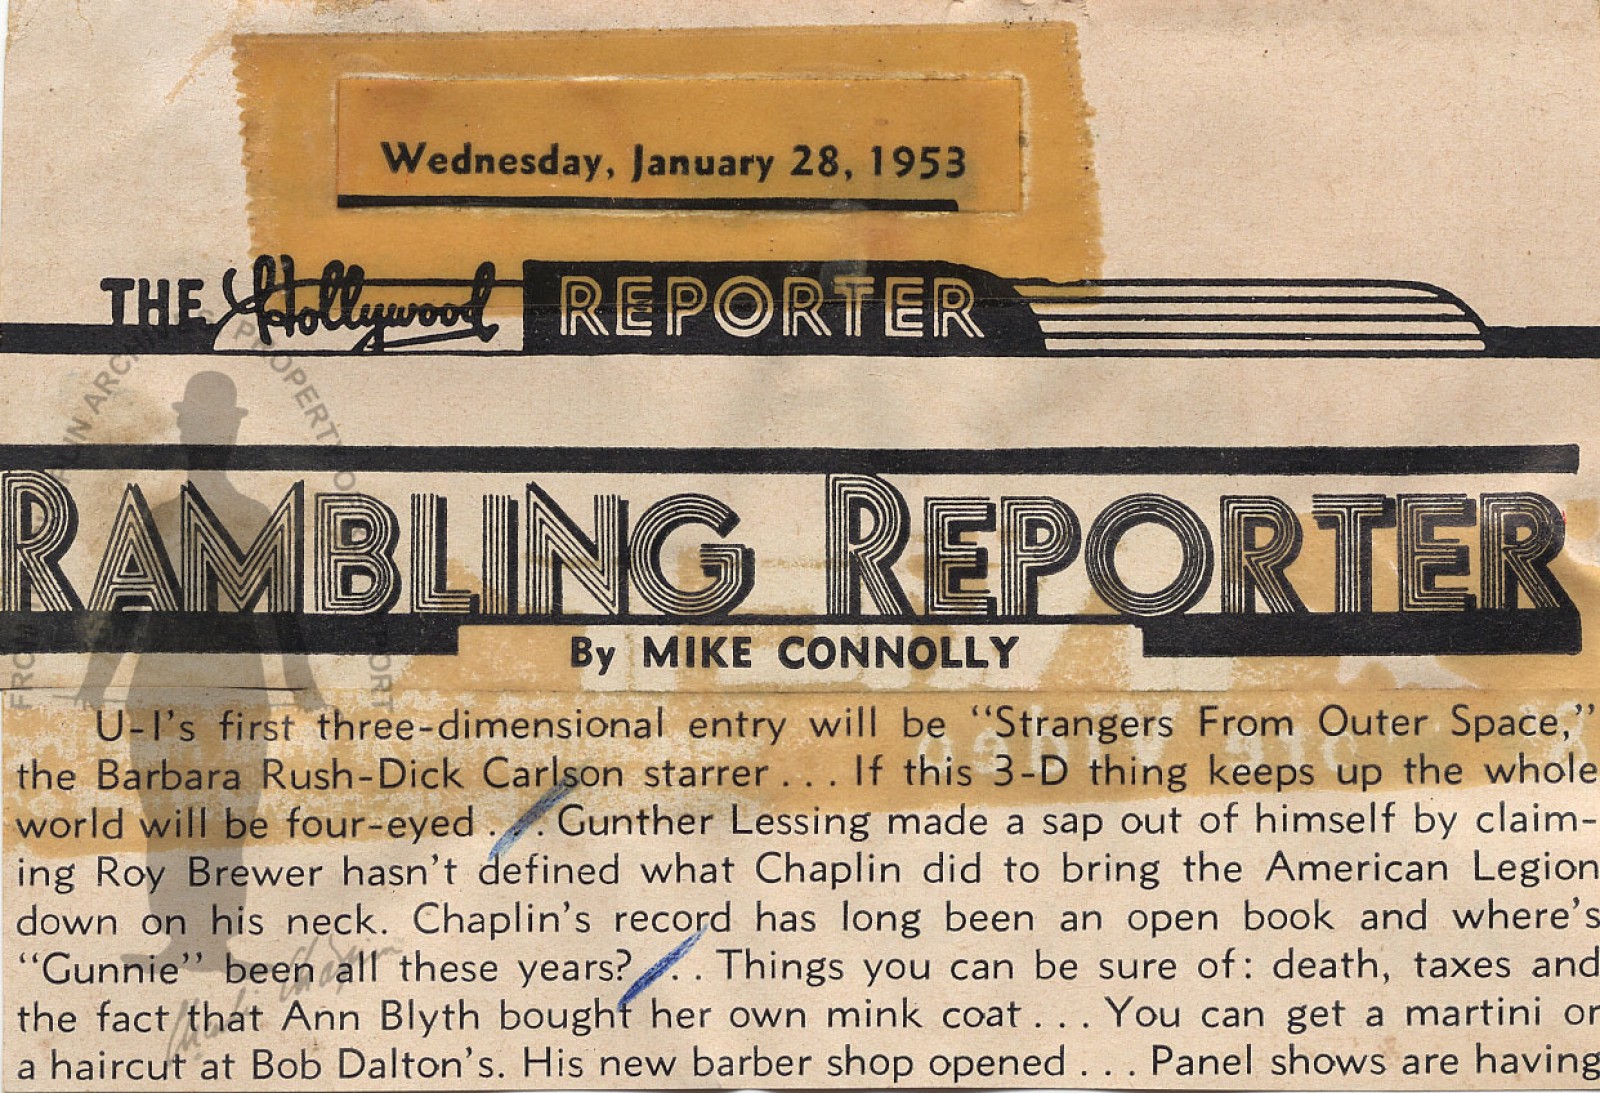 Wednesday, January 28, 1953
THE Hollywood REPORTER
RAMBLING REPORTER
By MIKE CONNOLLY
U-I's first three-dimensional entry will be “Strangers From Outer Space,”
the Barbara Rush-Dick Carlson starrer . . . If this 3-D thing keeps up the whole
world will be four-eyed . . . Gunther Lessing made a sap out of himself by claim-
ing Roy Brewer hasn't defined what Chaplin did to bring the American Legion
down on his neck. Chaplin's record has long been an open book and where's
“Gunnie” been all these years? . . . Things you can be sure of: death, taxes and
the fact that Ann Blyth bought her own mink coat . . . You can get a martini or
a haircut at Bob Dalton's. His new barber shop opened . . . Panel shows are having